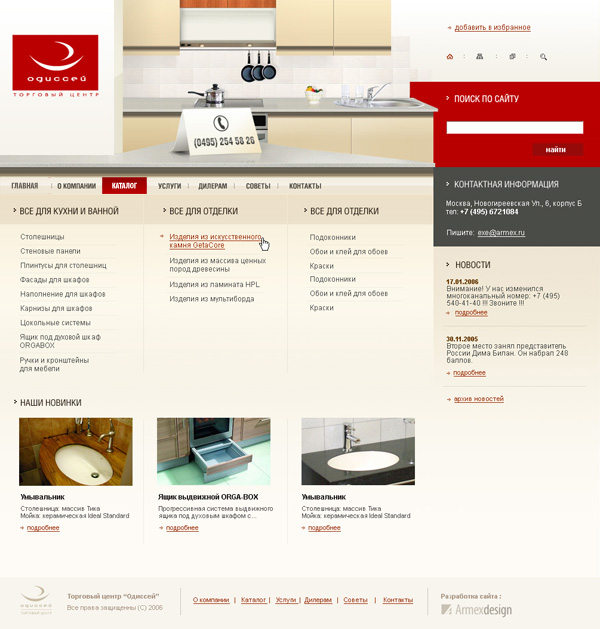 одиссей
ТОРГОВЫЙ ЦЕНТР
(0495) 254 58 26
добавить в избранное
ПОИСК ПО САЙТУ
найти
ГЛАВНАЯ
О КОМПАНИИ
КАТАЛОГ
УСЛУГИ
ДИЛЕРАМ
СОВЕТЫ
КОНТАКТЫ
КОНТАКТНАЯ ИНФОРМАЦИЯ
Москва, Новогиреевская Ул., 6, корпус Б
тел: +7 (495) 6721084
Пишите: exe@armex.ru
ВСЕ ДЛЯ КУХНИ И ВАННОЙ
Столешницы
Стеновые панели
Плинтусы для столешниц
Фасады для шкафов
Наполнение для шкафов
Карнизы для шкафов
Цокольные системы
Ящик под духовой шкаф
ORGABOX
Ручки и кронштейны
для мебели
ВСЕ ДЛЯ ОТДЕЛКИ
Изделия из искусственного
камня GetaCore
Изделия из массива ценных
пород древесины
Изделия из ламината HPL
Изделия из мультиборда
ВСЕ ДЛЯ ОТДЕЛКИ
Подоконники
Обои и клей для обоев
Краски
Подоконники
Обои и клей для обоев
Краски
НОВОСТИ
17.01.2006
Внимание! У нас изменился
многоканальный номер: +7 (495)
540-41-40 !!! Звоните !!!
подробнее
30.11.2005
Второе место занял представитель
России Дима Билан. Он набрал 248
баллов.
подробнее
архив новостей
НАШИ НОВИНКИ
Умывальник
Столешница: массив Тика
Мойка: керамическая Ideal Standard
подробнее
Ящик выдвижной ORGA-BOX
Прогрессивная система выдвижного
ящика под духовым шкафом с...
подробнее
Умывальник
Столешница: массив Тика
Мойка: керамическая Ideal Standard
подробнее
одиссей
Торговый центр "Одиссей"
Все права защищенны (С) 2006
О компании | Каталог | Услуги | Дилерам | Советы | Контакты
Разработка сайта :
Armexdesign